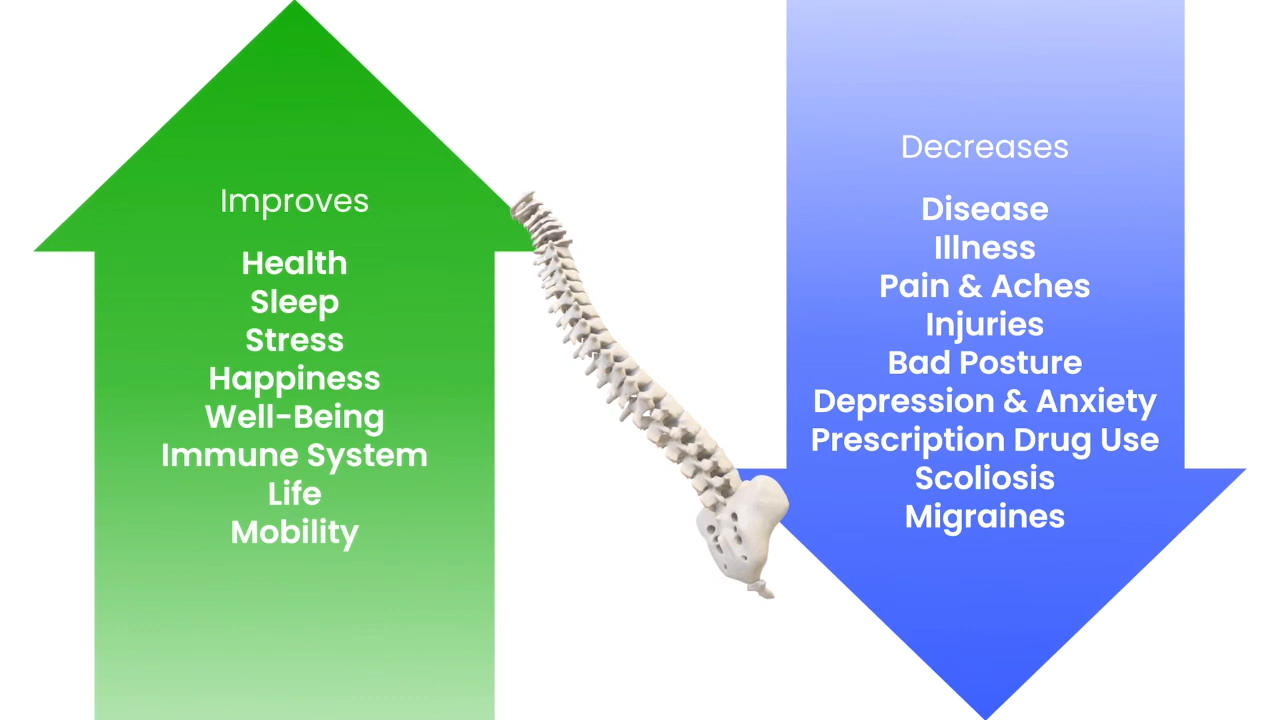 Improves
Health
Sleep
Stress
Happiness
Well-Being
Immune System
Life
Mobility
Decreases
Disease
Illness
Pain & Aches
Injuries
Bad Posture
Depression & Anxiety
Prescription Drug Use
Scoliosis
Migraines